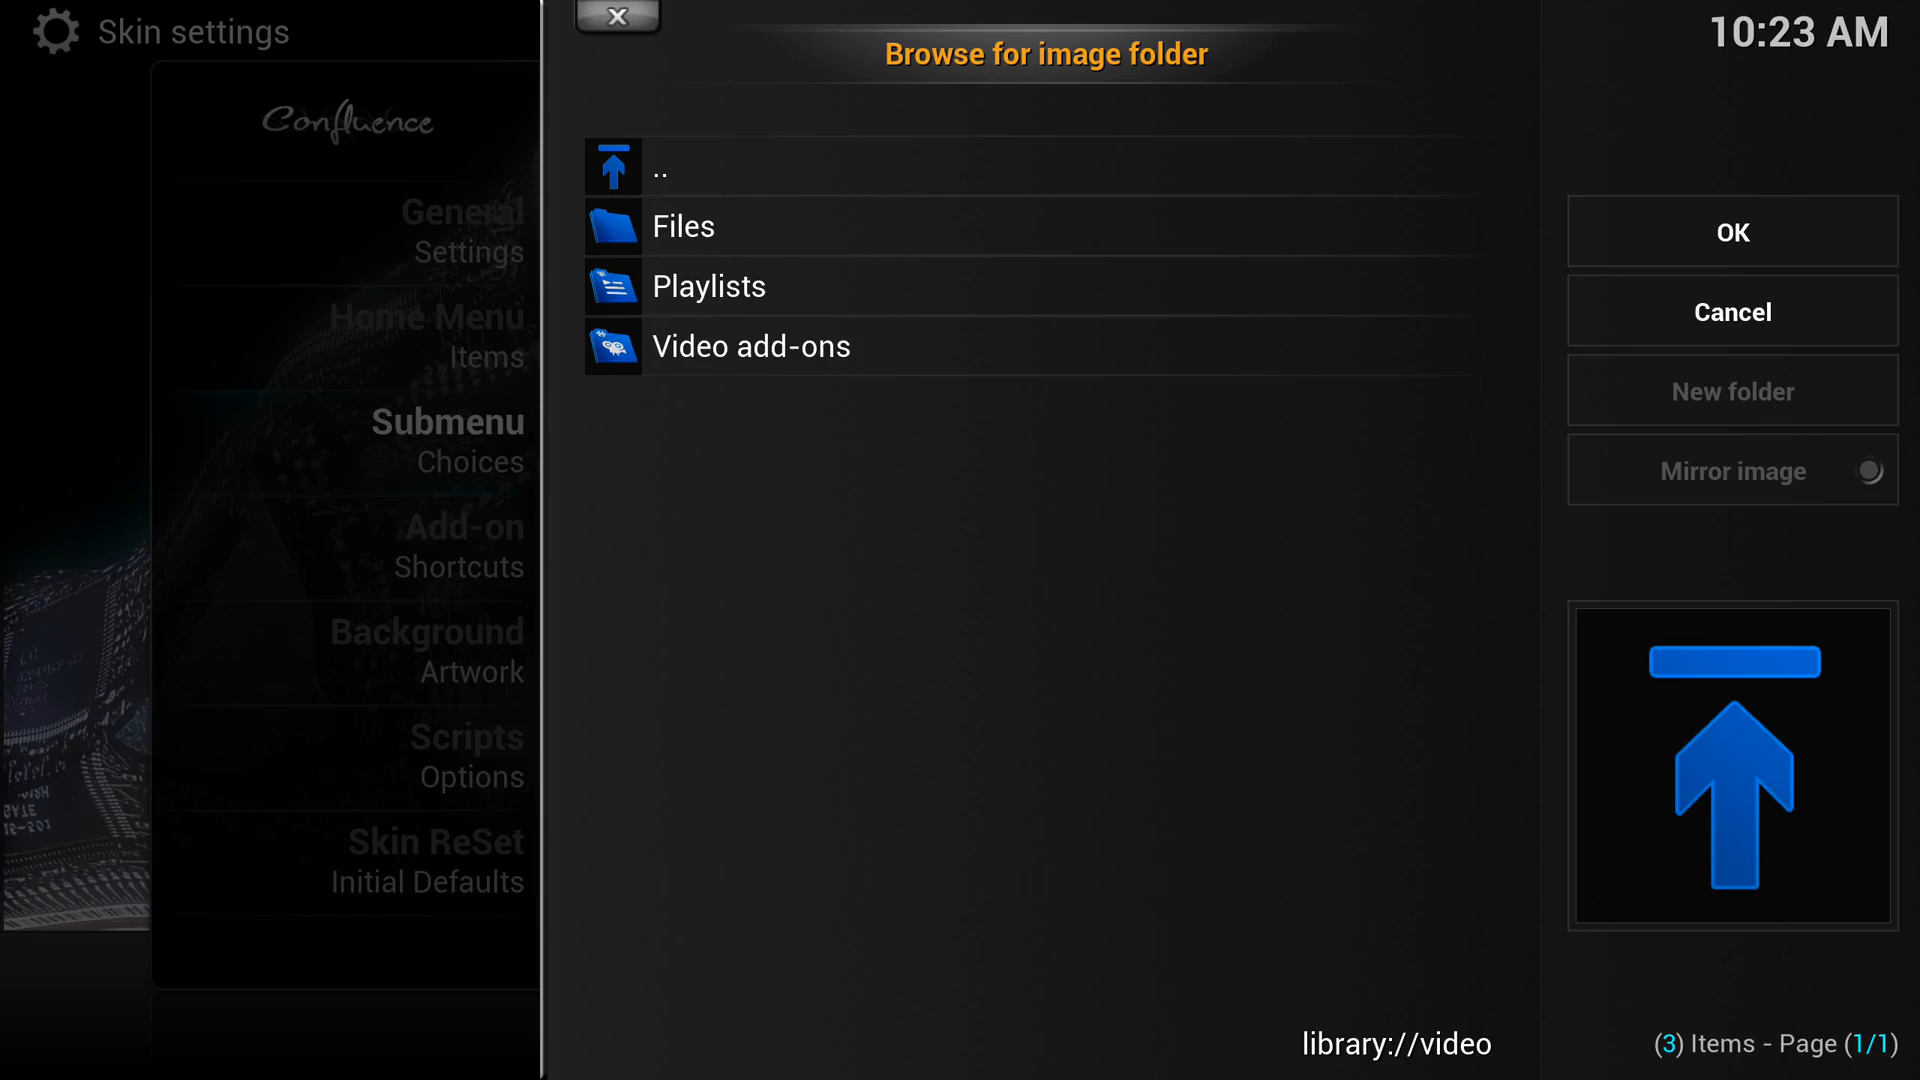 Skin settings
X
Browse for image folder
10:23 AM
Confluence
General
Settings
Home Menu
Items
Submenu
Choices
Add-on
Shortcuts
Background
Artwork
Scripts
Options
Skin ReSet
Initial Defaults
..
Files
Playlists
Video add-ons
OK
Cancel
New folder
Mirror image
library://video
(3) Items - Page (1/1)